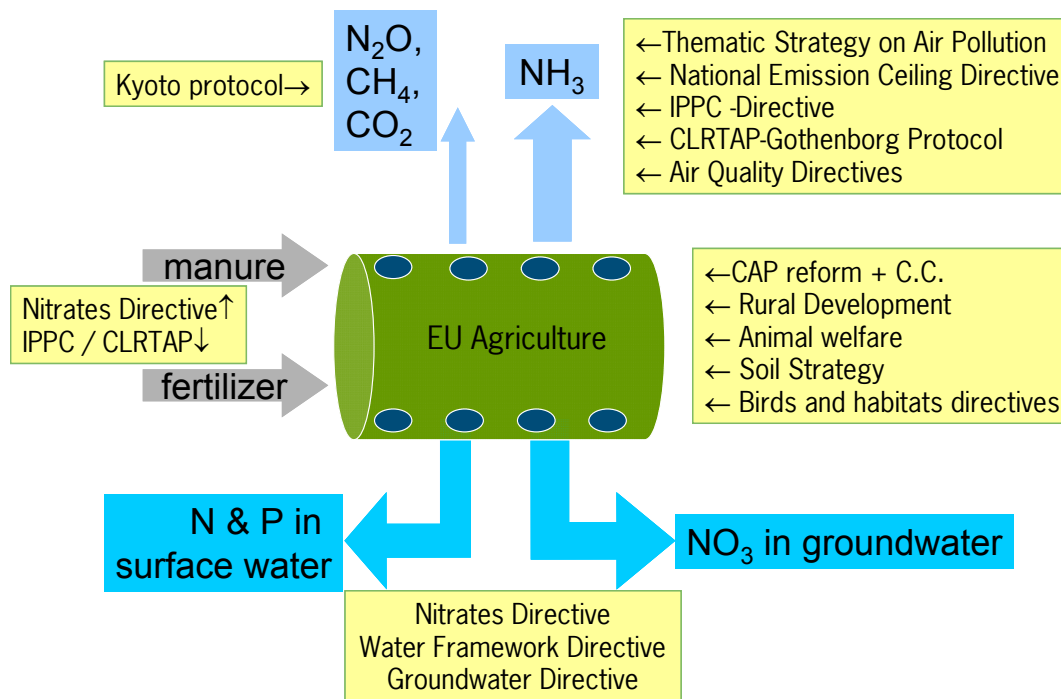 N₂O,
CH₄,
CO₂
Kyoto protocol→
NH₃
←Thematic Strategy on Air Pollution
← National Emission Ceiling Directive
← IPPC -Directive
← CLRTAP-Gothenborg Protocol
← Air Quality Directives
manure
Nitrates Directive↑
IPPC / CLRTAP↓
fertilizer
EU Agriculture
←CAP reform + C.C.
← Rural Development
← Animal welfare
← Soil Strategy
← Birds and habitats directives
N & P in
surface water
NO₃ in groundwater
Nitrates Directive
Water Framework Directive
Groundwater Directive